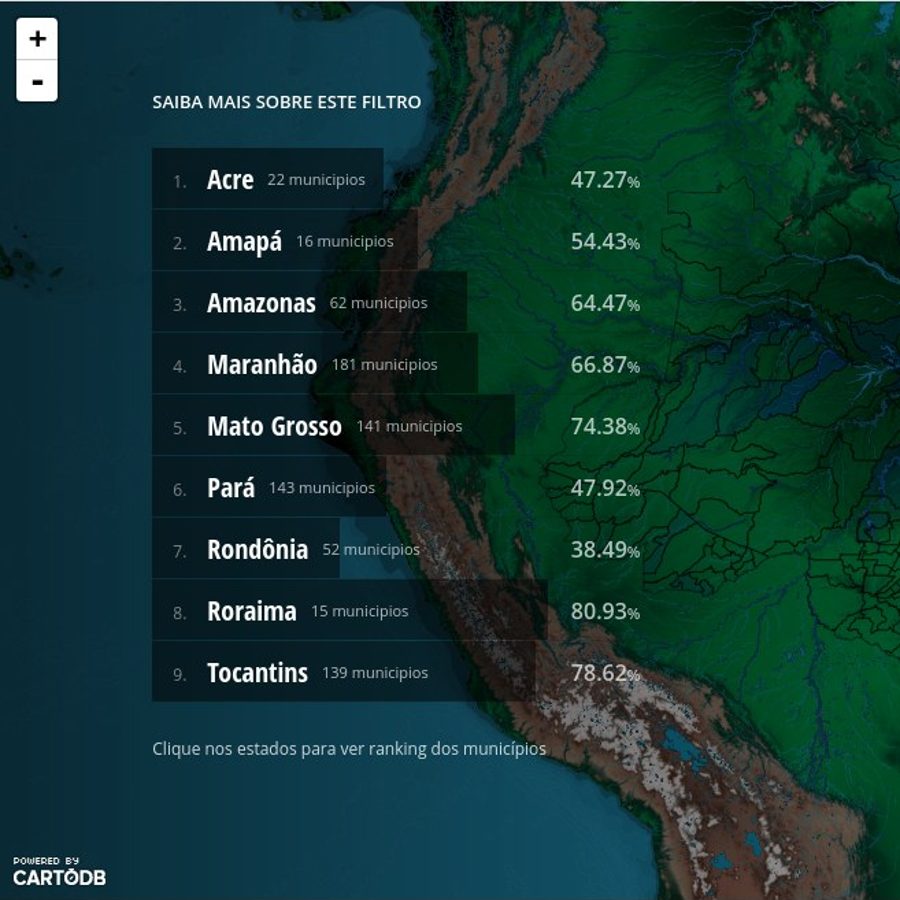 +
-
SAIBA MAIS SOBRE ESTE FILTRO
1. Acre 22 municipios 47.27%
2. Amapá 16 municipios 54.43%
3. Amazonas 62 municipios 64.47%
4. Maranhão 181 municipios 66.87%
5. Mato Grosso 141 municipios 74.38%
6. Pará 143 municipios 47.92%
7. Rondônia 52 municipios 38.49%
8. Roraima 15 municipios 80.93%
9. Tocantins 139 municipios 78.62%
Clique nos estados para ver ranking dos municípios
POWERED BY
CARTODB